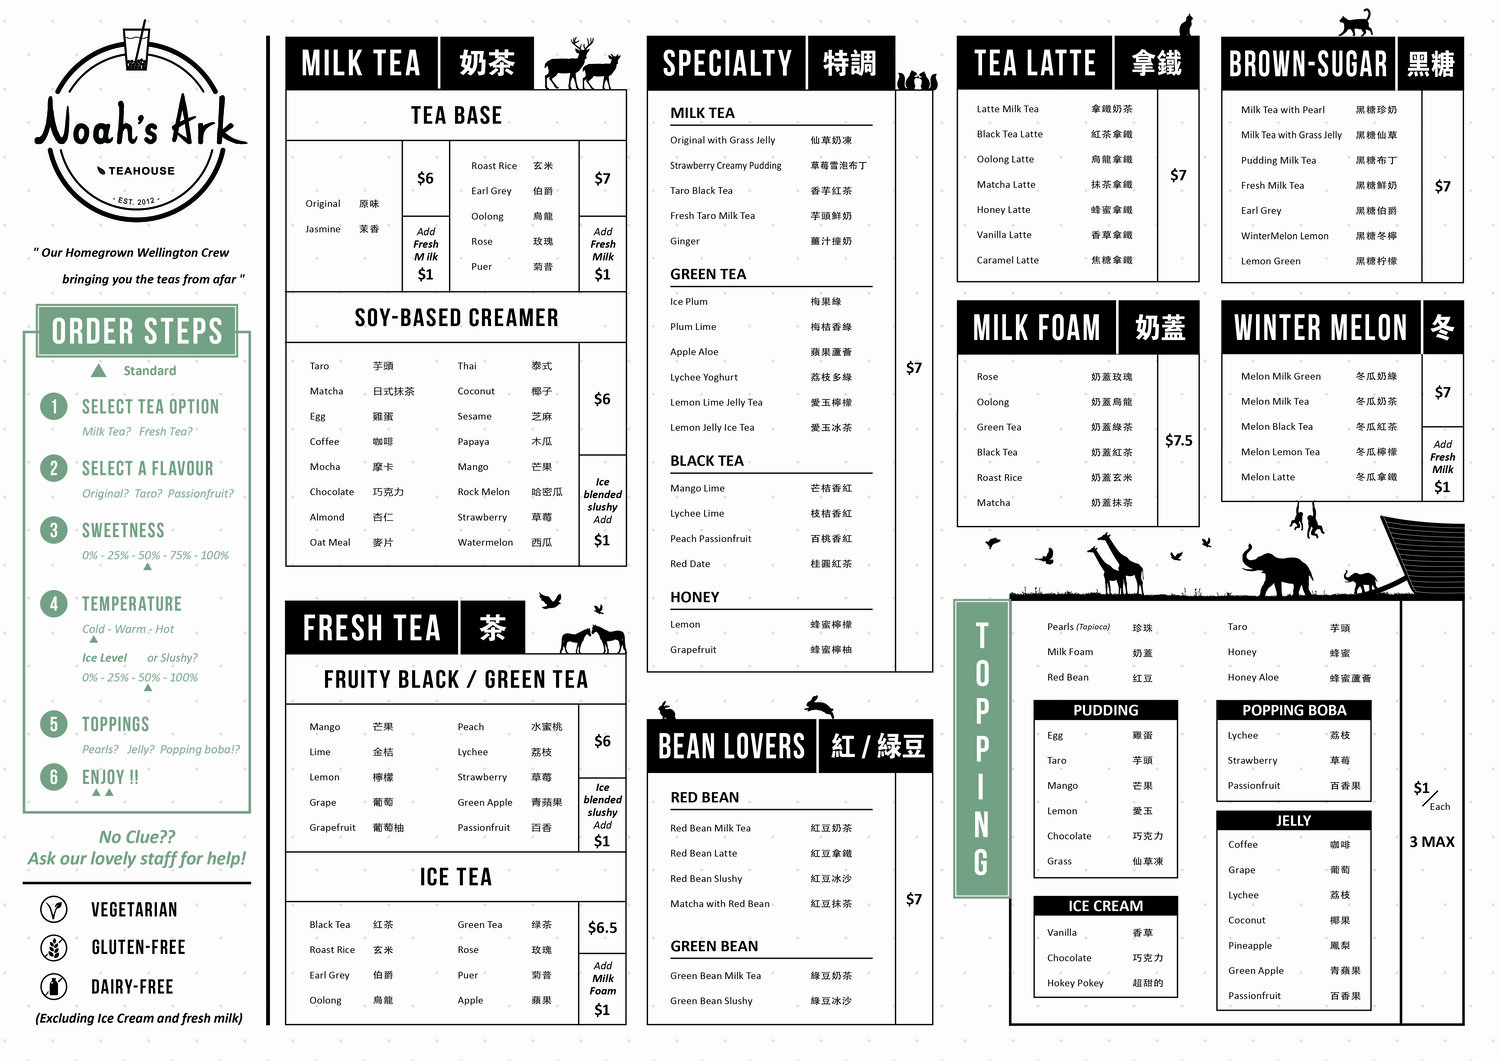 Noah's Ark
TEAHOUSE
- EST. 2012 -
" Our Homegrown Wellington Crew
bringing you the teas from afar "
ORDER STEPS
Standard
1 SELECT TEA OPTION
Milk Tea? Fresh Tea?
2 SELECT A FLAVOUR
Original? Taro? Passionfruit?
3 SWEETNESS
0% - 25% - 50% - 75% - 100%
4 TEMPERATURE
Cold - Warm - Hot
Ice Level or Slushy?
0% - 25% - 50% - 100%
5 TOPPINGS
Pearls? Jelly? Popping boba!?
6 ENJOY !!
No Clue??
Ask our lovely staff for help!
VEGETARIAN
GLUTEN-FREE
DAIRY-FREE
(Excluding Ice Cream and fresh milk)
MILK TEA 奶茶
TEA BASE
Original 原味
Jasmine 茉香
$6
Add
Fresh
M ilk
$1
Roast Rice 玄米
Earl Grey 伯爵
Oolong 烏龍
Rose 玫瑰
Puer 菊普
$7
Add
Fresh
Milk
$1
SOY-BASED CREAMER
Taro 芋頭 Thai 泰式
Matcha 日式抹茶 Coconut 椰子
Egg 雞蛋 Sesame 芝麻
Coffee 咖啡 Papaya 木瓜
Mocha 摩卡 Mango 芒果
Chocolate 巧克力 Rock Melon 哈密瓜
Almond 杏仁 Strawberry 草莓
Oat Meal 麥片 Watermelon 西瓜
$6
Ice
blended
slushy
Add
$1
FRESH TEA 茶
FRUITY BLACK / GREEN TEA
Mango 芒果 Peach 水蜜桃
Lime 金桔 Lychee 荔枝
Lemon 檸檬 Strawberry 草莓
Grape 葡萄 Green Apple 青蘋果
Grapefruit 葡萄柚 Passionfruit 百香
$6
Ice
blended
slushy
Add
$1
ICE TEA
Black Tea 红茶 Green Tea 绿茶
Roast Rice 玄米 Rose 玫瑰
Earl Grey 伯爵 Puer 菊普
Oolong 烏龍 Apple 蘋果
$6.5
Add
Milk
Foam
$1
SPECIALTY 特調
MILK TEA
Original with Grass Jelly 仙草奶凍
Strawberry Creamy Pudding 草莓雪泡布丁
Taro Black Tea 香芋紅茶
Fresh Taro Milk Tea 芋頭鮮奶
Ginger 薑汁撞奶
GREEN TEA
Ice Plum 梅果綠
Plum Lime 梅桔香綠
Apple Aloe 蘋果蘆薈
Lychee Yoghurt 荔枝多綠
Lemon Lime Jelly Tea 愛玉檸檬
Lemon Jelly Ice Tea 愛玉冰茶
BLACK TEA
Mango Lime 芒桔香紅
Lychee Lime 枝桔香紅
Peach Passionfruit 百桃香紅
Red Date 桂圓紅茶
HONEY
Lemon 蜂蜜檸檬
Grapefruit 蜂蜜檸柚
$7
BEAN LOVERS 紅 / 綠豆
RED BEAN
Red Bean Milk Tea 紅豆奶茶
Red Bean Latte 紅豆拿鐵
Red Bean Slushy 紅豆冰沙
Matcha with Red Bean 紅豆抹茶
GREEN BEAN
Green Bean Milk Tea 綠豆奶茶
Green Bean Slushy 綠豆冰沙
$7
TEA LATTE 拿鐵
Latte Milk Tea 拿鐵奶茶
Black Tea Latte 紅茶拿鐵
Oolong Latte 烏龍拿鐵
Matcha Latte 抹茶拿鐵
Honey Latte 蜂蜜拿鐵
Vanilla Latte 香草拿鐵
Caramel Latte 焦糖拿鐵
$7
BROWN-SUGAR 黑糖
Milk Tea with Pearl 黑糖珍奶
Milk Tea with Grass Jelly 黑糖仙草
Pudding Milk Tea 黑糖布丁
Fresh Milk Tea 黑糖鮮奶
Earl Grey 黑糖伯爵
WinterMelon Lemon 黑糖冬檸
Lemon Green 黑糖柠檬
$7
MILK FOAM 奶蓋
Rose 奶蓋玫瑰
Oolong 奶蓋烏龍
Green Tea 奶蓋綠茶
Black Tea 奶蓋紅茶
Roast Rice 奶蓋玄米
Matcha 奶蓋抹茶
$7.5
WINTER MELON 冬
Melon Milk Green 冬瓜奶綠
Melon Milk Tea 冬瓜奶茶
Melon Black Tea 冬瓜紅茶
Melon Lemon Tea 冬瓜檸檬
Melon Latte 冬瓜拿鐵
$7
Add
Fresh
Milk
$1
TOPPING
Pearls (Tapioca) 珍珠 Taro 芋頭
Milk Foam 奶蓋 Honey 蜂蜜
Red Bean 红豆 Honey Aloe 蜂蜜蘆薈
PUDDING
Egg 雞蛋
Taro 芋頭
Mango 芒果
Lemon 愛玉
Chocolate 巧克力
Grass 仙草凍
ICE CREAM
Vanilla 香草
Chocolate 巧克力
Hokey Pokey 超甜的
POPPING BOBA
Lychee 荔枝
Strawberry 草莓
Passionfruit 百香果
JELLY
Coffee 咖啡
Grape 葡萄
Lychee 荔枝
Coconut 椰果
Pineapple 鳳梨
Green Apple 青蘋果
Passionfruit 百香果
$1/Each
3 MAX